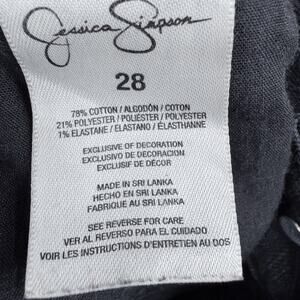 Jessica Simpson
28
78% COTTON / ALGODÓN / COTON
21% POLYESTER / POLIÉSTER / POLYESTER
1% ELASTANE / ELASTANO / ÉLASTHANNE
EXCLUSIVE OF DECORATION
EXCLUSIVO DE DECORACION
EXCLUSIF DE DÉCOR
MADE IN SRI LANKA
HECHO EN SRI LANKA
FABRIQUE AU SRI LANKA
SEE REVERSE FOR CARE
VER AL REVERSO PARA EL CUIDADO
VOIR LES INSTRUCTIONS D'ENTRETIEN AU DOS